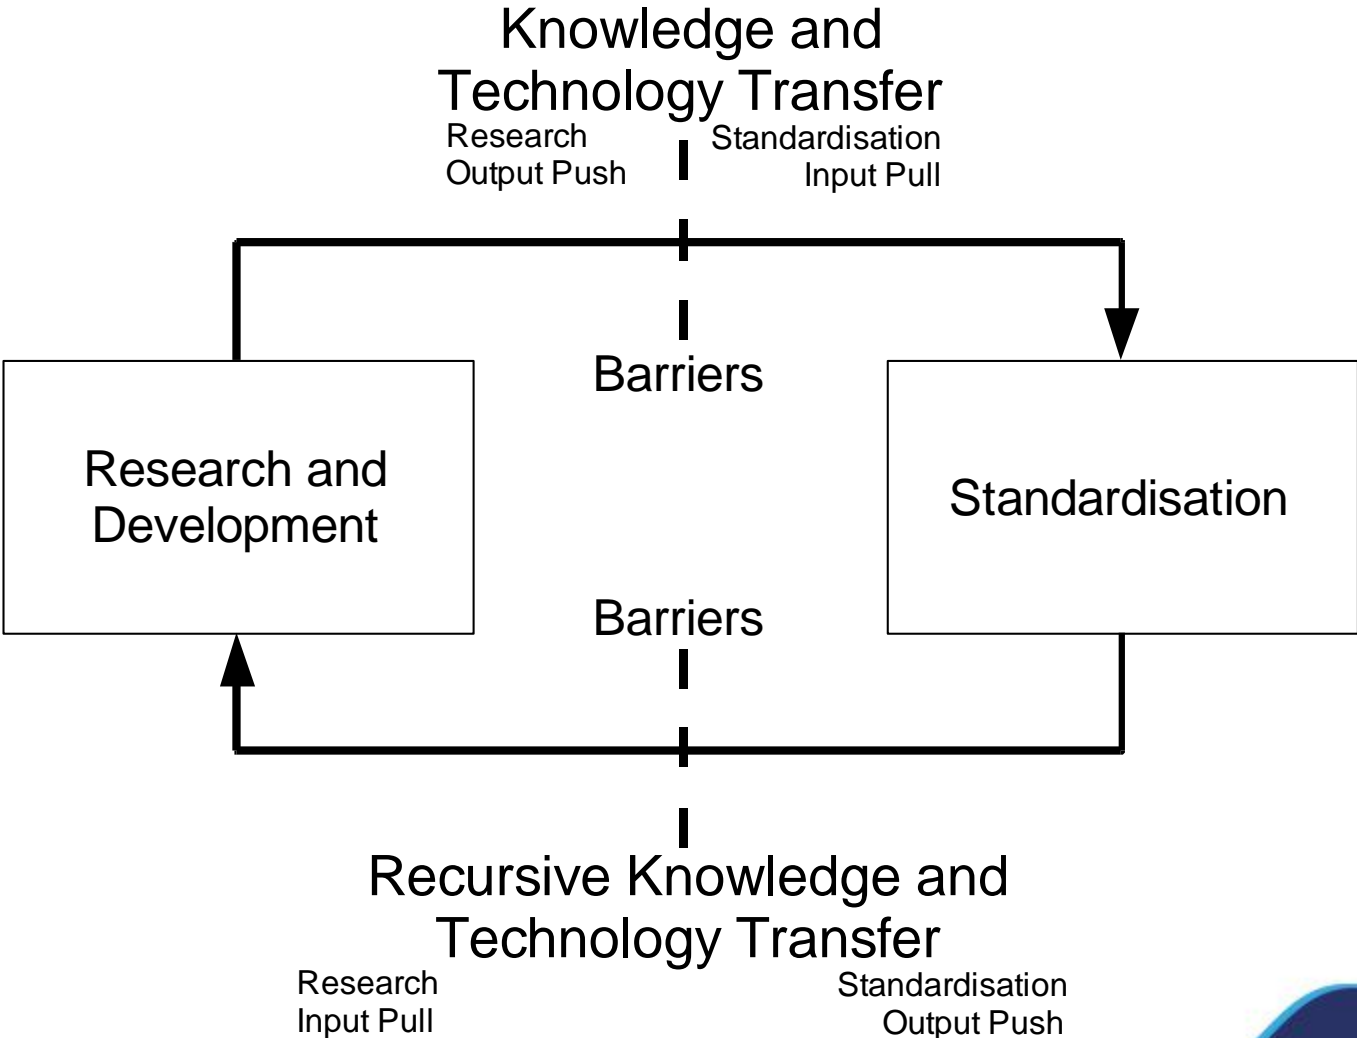 Knowledge and
Technology Transfer
Research
Output Push
Standardisation
Input Pull
Barriers
Research and
Development
Standardisation
Barriers
Recursive Knowledge and
Technology Transfer
Research
Input Pull
Standardisation
Output Push